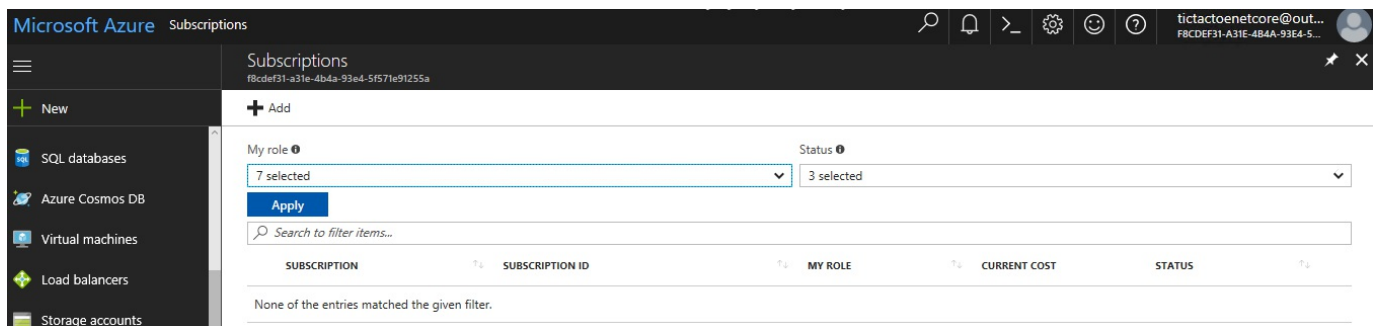 Microsoft Azure Subscriptions
tictactoenetcore@out...
F8CDEF31-A31E-4B4A-93E4-5...
Subscriptions
f8cdef31-a31e-4b4a-93e4-5f571e91255a
New
Add
SQL databases
Azure Cosmos DB
Virtual machines
Load balancers
Storage accounts
My role
Status
7 selected
3 selected
Apply
Search to filter items...
SUBSCRIPTION SUBSCRIPTION ID MY ROLE CURRENT COST STATUS
None of the entries matched the given filter.